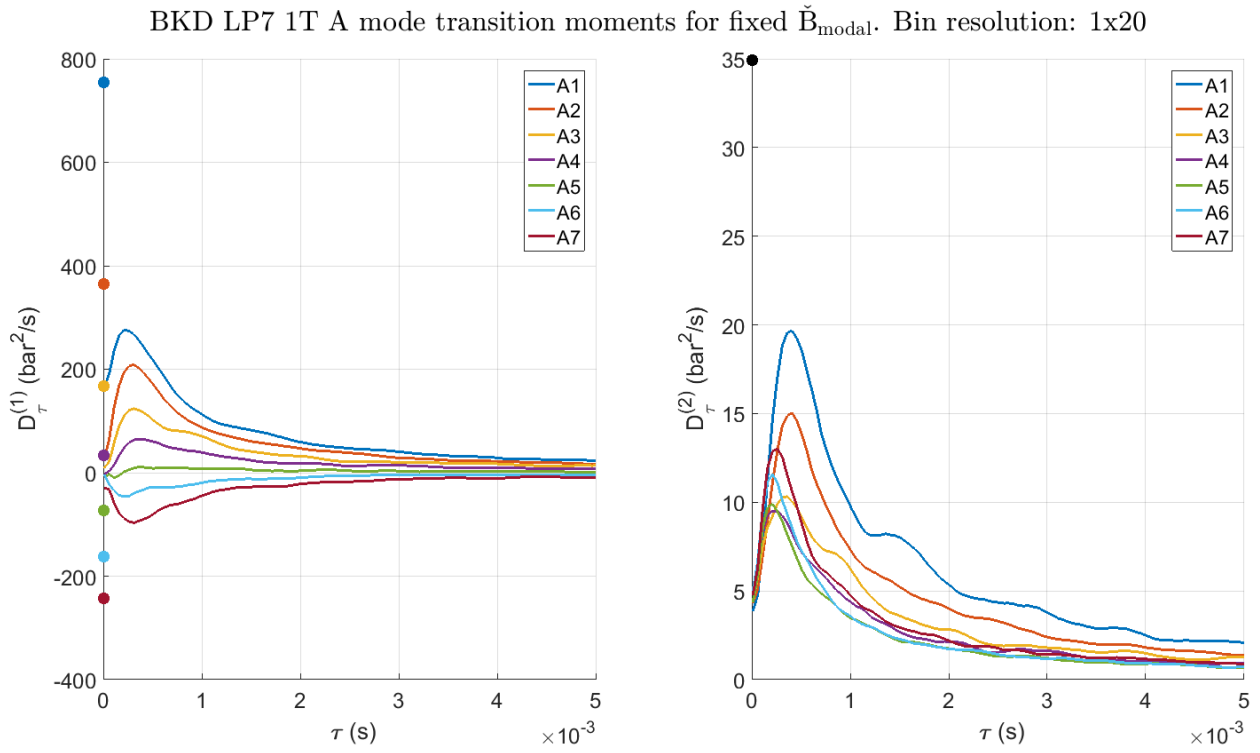 BKD LP7 1T A mode transition moments for fixed B̌modal. Bin resolution: 1x20
800
600
400
200
0
-200
-400
D_τ^(1) (bar²/s)
0
1
2
3
4
5
τ (s)
×10⁻³
A1
A2
A3
A4
A5
A6
A7
35
30
25
20
15
10
5
0
D_τ^(2) (bar²/s)
0
1
2
3
4
5
τ (s)
×10⁻³
A1
A2
A3
A4
A5
A6
A7